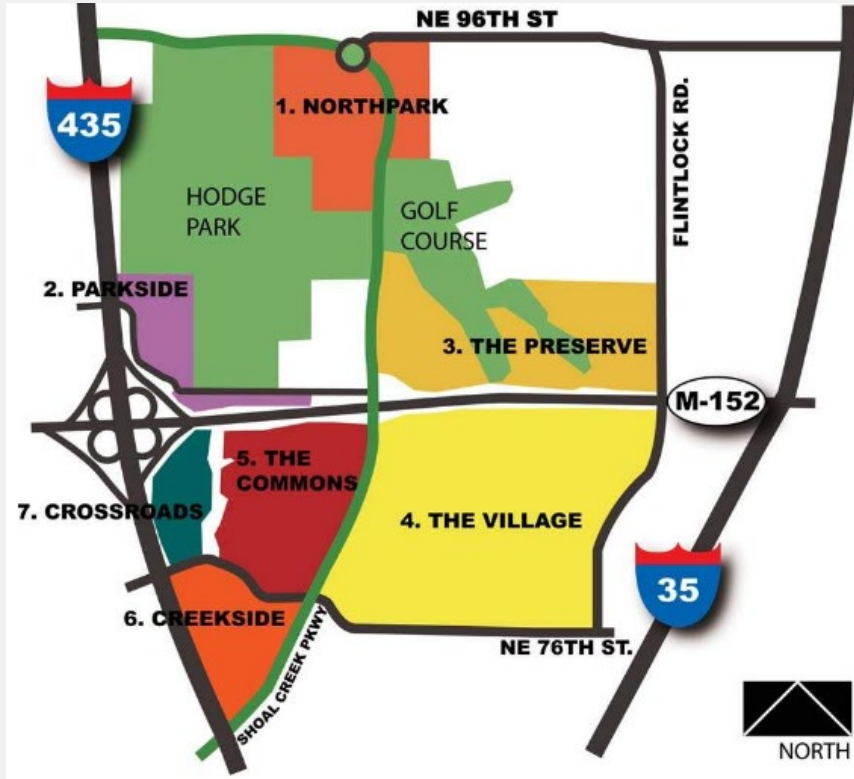 NE 96TH ST
1. NORTHPARK
435
FLINTLOCK RD.
HODGE
PARK
GOLF
COURSE
2. PARKSIDE
3. THE PRESERVE
M-152
5. THE
COMMONS
7. CROSSROADS
4. THE VILLAGE
35
6. CREEKSIDE
NE 76TH ST.
SHOAL CREEK PKWY
NORTH